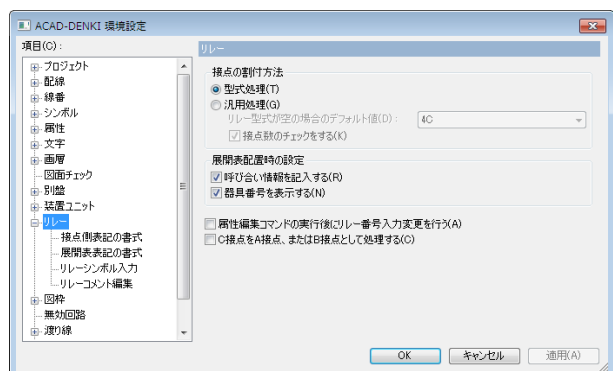 ACAD-DENKI 環境設定
項目(C):
プロジェクト
配線
線番
シンボル
属性
文字
画層
図面チェック
別盤
装置ユニット
リレー
接点側表記の書式
展開表表記の書式
リレーシンボル入力
リレーコメント編集
図枠
無効回路
渡り線
リレー
接点の割付方法
型式処理(T)
汎用処理(G)
リレー型式が空の場合のデフォルト値(D):
4C
接点数のチェックをする(K)
展開表配置時の設定
呼び合い情報を記入する(R)
器具番号を表示する(N)
属性編集コマンドの実行後にリレー番号入力変更を行う(A)
C接点をA接点、またはB接点として処理する(C)
OK
キャンセル
適用(A)